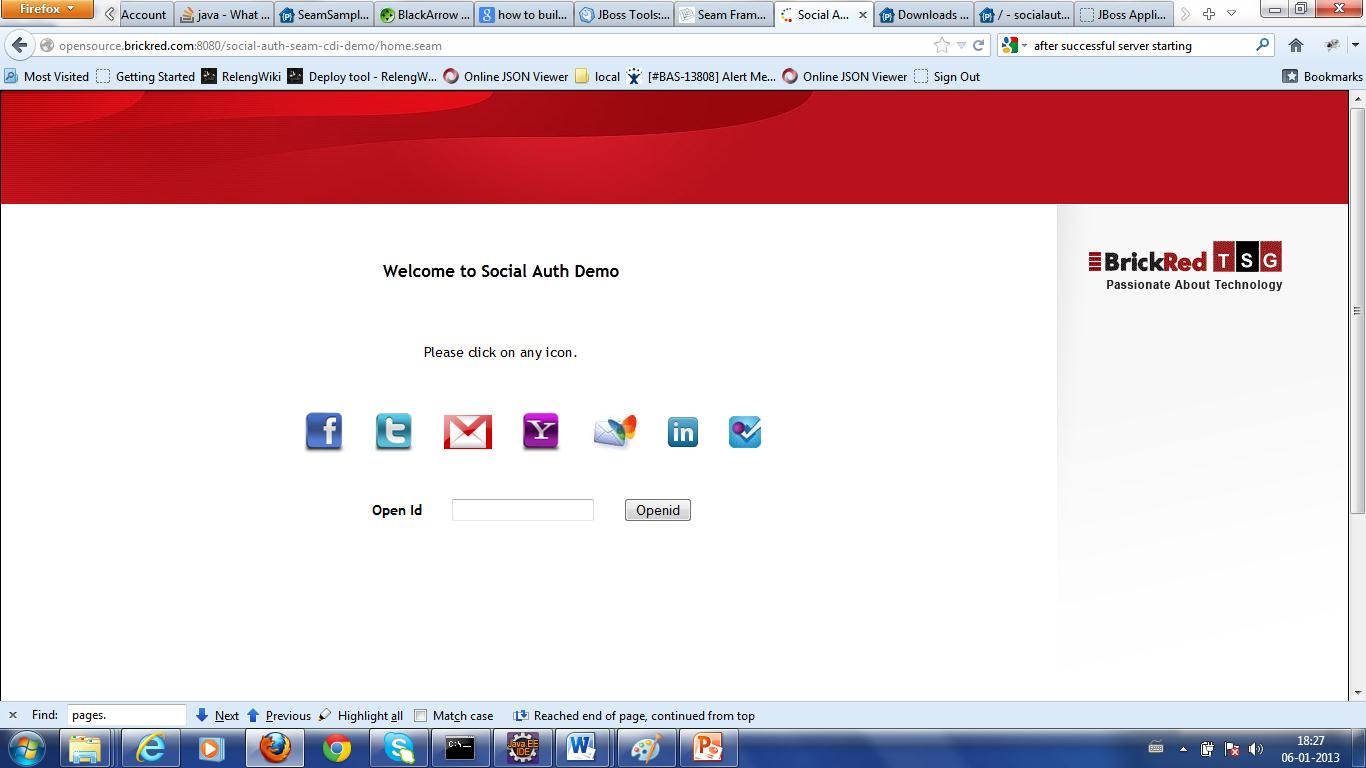 Firefox
Account
java - What ...
SeamSampl...
BlackArrow ...
how to buil...
JBoss Tools:...
Seam Fram...
Social A...
Downloads ...
/ - socialaut...
JBoss Appli...
opensource.brickred.com:8080/social-auth-seam-cdi-demo/home.seam
after successful server starting
Most Visited
Getting Started
RelengWiki
Deploy tool - RelengW...
Online JSON Viewer
local
[#BAS-13808] Alert Me...
Online JSON Viewer
Sign Out
Bookmarks
BrickRed TSG
Passionate About Technology
Welcome to Social Auth Demo
Please click on any icon.
Open Id
Openid
Find:
pages.
Next
Previous
Highlight all
Match case
Reached end of page, continued from top
Java EE
IDE
18:27
06-01-2013